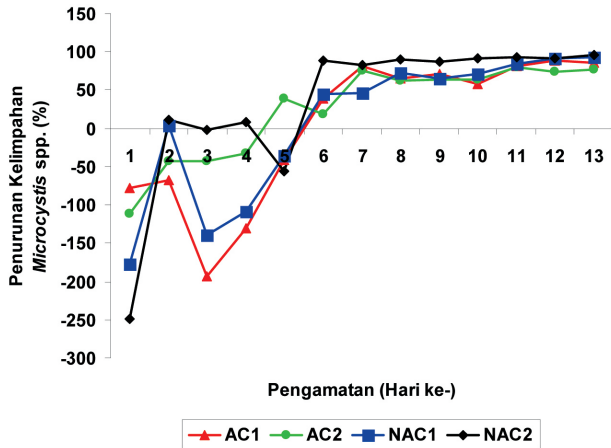 150
100
50
0
-50
-100
-150
-200
-250
-300
1 2 3 4 5 6 7 8 9 10 11 12 13
Penurunan Kelimpahan
Microcystis spp. (%)
Pengamatan (Hari ke-)
AC1 AC2 NAC1 NAC2